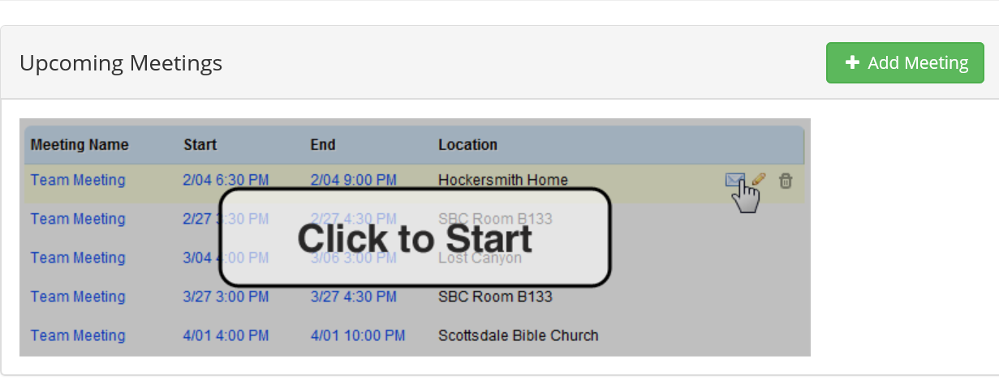 Upcoming Meetings
Add Meeting
Meeting Name Start End Location
Team Meeting 2/04 6:30 PM 2/04 9:00 PM Hockersmith Home
Team Meeting 2/27 3:30 PM 2/27 4:30 PM SBC Room B133
Click to Start
Team Meeting 3/04 4:00 PM 3/06 3:00 PM Lost Canyon
Team Meeting 3/27 3:00 PM 3/27 4:30 PM SBC Room B133
Team Meeting 4/01 4:00 PM 4/01 10:00 PM Scottsdale Bible Church